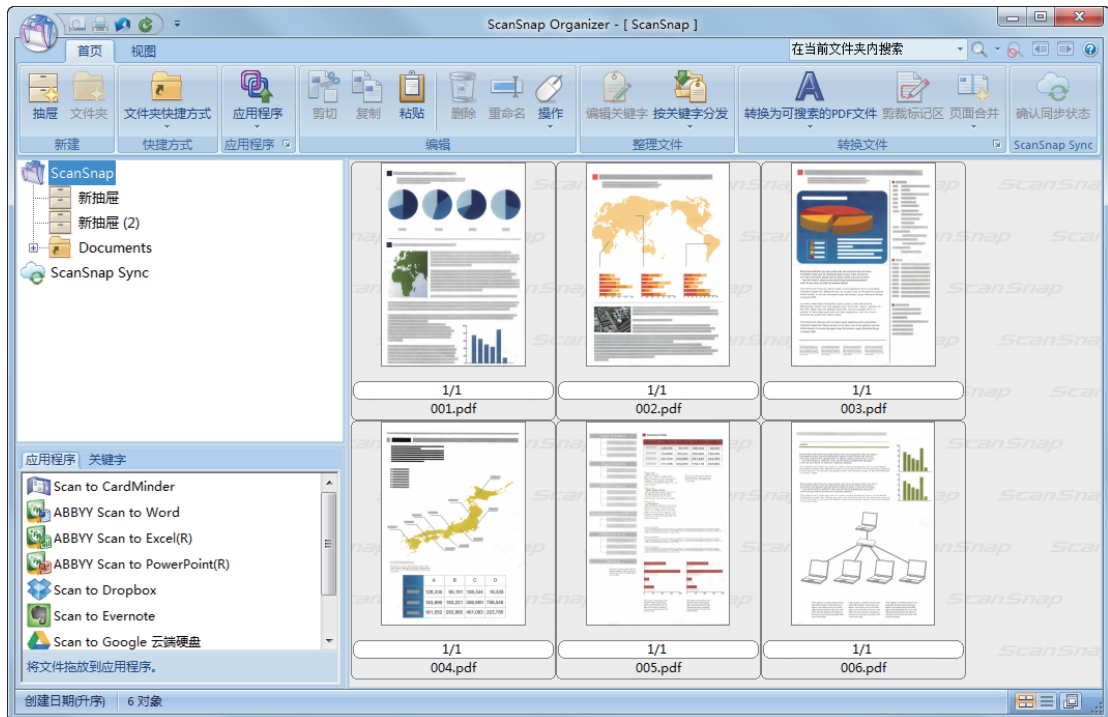 ScanSnap Organizer - [ ScanSnap ]
首页 视图 在当前文件夹内搜索
抽屉 文件夹 文件夹快捷方式 应用程序 剪切 复制 粘贴 删除 重命名 操作 编辑关键字 按关键字分发 转换为可搜索的PDF文件 剪裁标记区 页面合并 确认同步状态
新建 快捷方式 应用程序 编辑 整理文件 转换文件 ScanSnap Sync
ScanSnap
新抽屉
新抽屉 (2)
Documents
ScanSnap Sync
1/1 1/1 1/1
001.pdf 002.pdf 003.pdf
应用程序 关键字
Scan to CardMinder
ABBYY Scan to Word
ABBYY Scan to Excel(R)
ABBYY Scan to PowerPoint(R)
Scan to Dropbox
Scan to Evernote
Scan to Google 云端硬盘
将文件拖放到应用程序。
A B C D
1/1 1/1 1/1
004.pdf 005.pdf 006.pdf
创建日期(升序) 6 对象